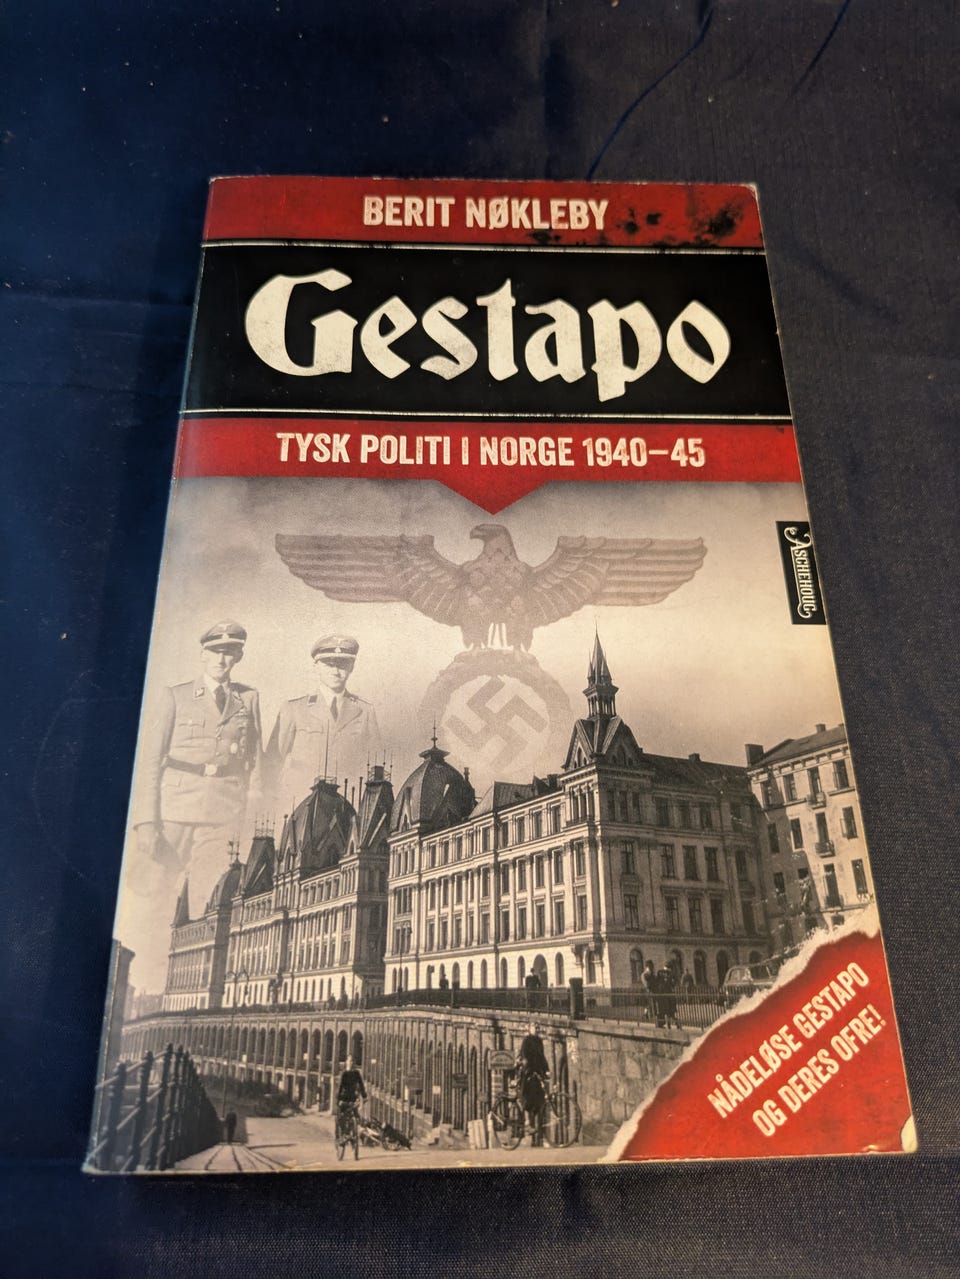 BERIT NØKLEBY
Gestapo
TYSK POLITI I NORGE 1940–45
ASCHEHOUG
NÅDELØSE GESTAPO
OG DERES OFRE!